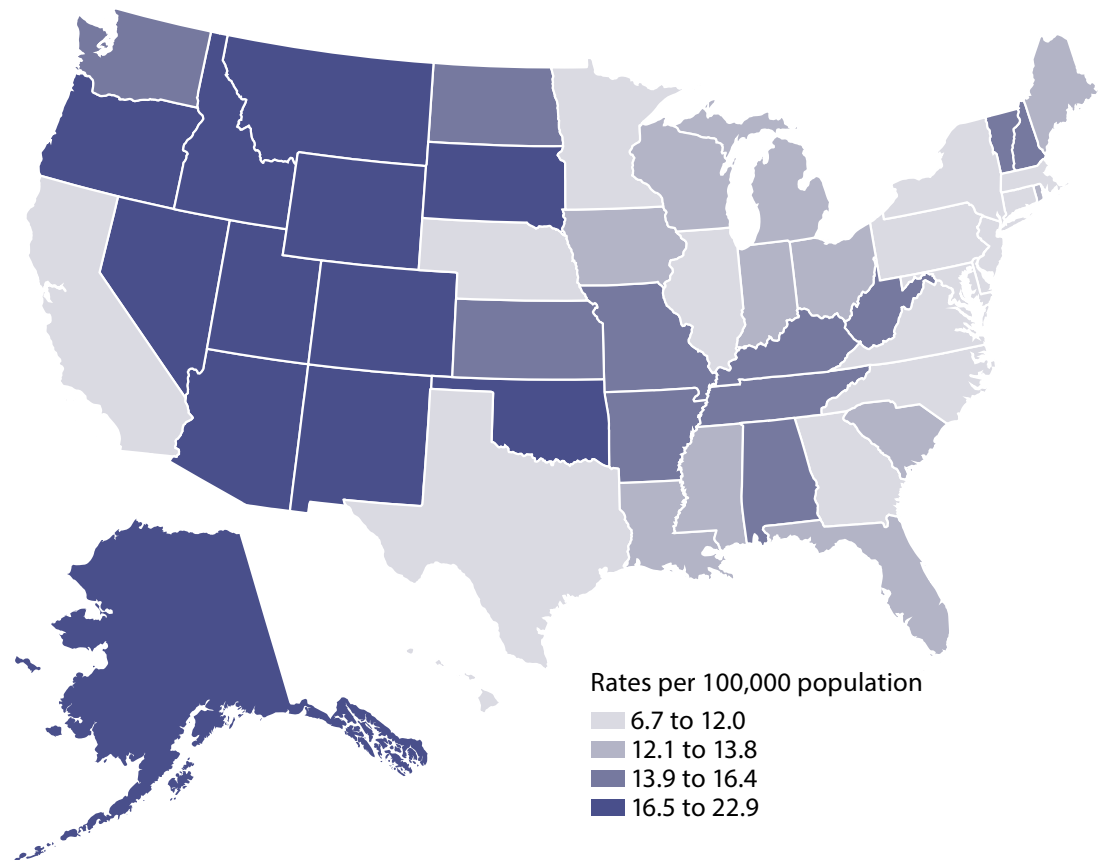 Rates per 100,000 population
6.7 to 12.0
12.1 to 13.8
13.9 to 16.4
16.5 to 22.9